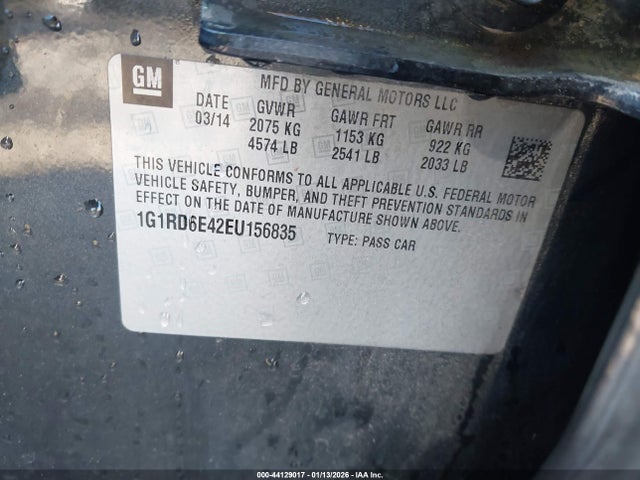 GM
MFD BY GENERAL MOTORS LLC
DATE GVWR GAWR FRT GAWR RR
03/14 2075 KG 1153 KG 922 KG
4574 LB 2541 LB 2033 LB
THIS VEHICLE CONFORMS TO ALL APPLICABLE U.S. FEDERAL MOTOR
VEHICLE SAFETY, BUMPER, AND THEFT PREVENTION STANDARDS IN
EFFECT ON THE DATE OF MANUFACTURE SHOWN ABOVE.
1G1RD6E42EU156835 TYPE: PASS CAR
000-44129017 - 01/13/2026 - IAA Inc.